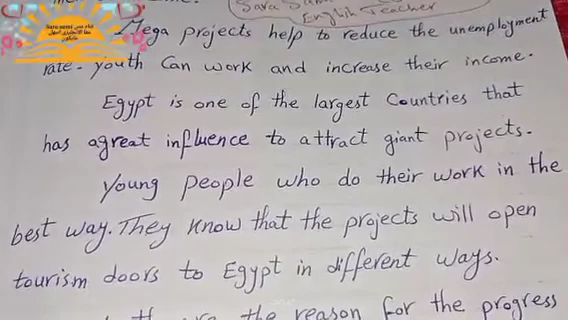 Sara Sami
English Teacher
Mega projects help to reduce the unemployment
rate. youth can work and increase their income.
Egypt is one of the largest Countries that
has agreat influence to attract giant projects.
young people who do their work in the
best way. They know that the projects will open
tourism doors to Egypt in different ways.
the reason for the progress